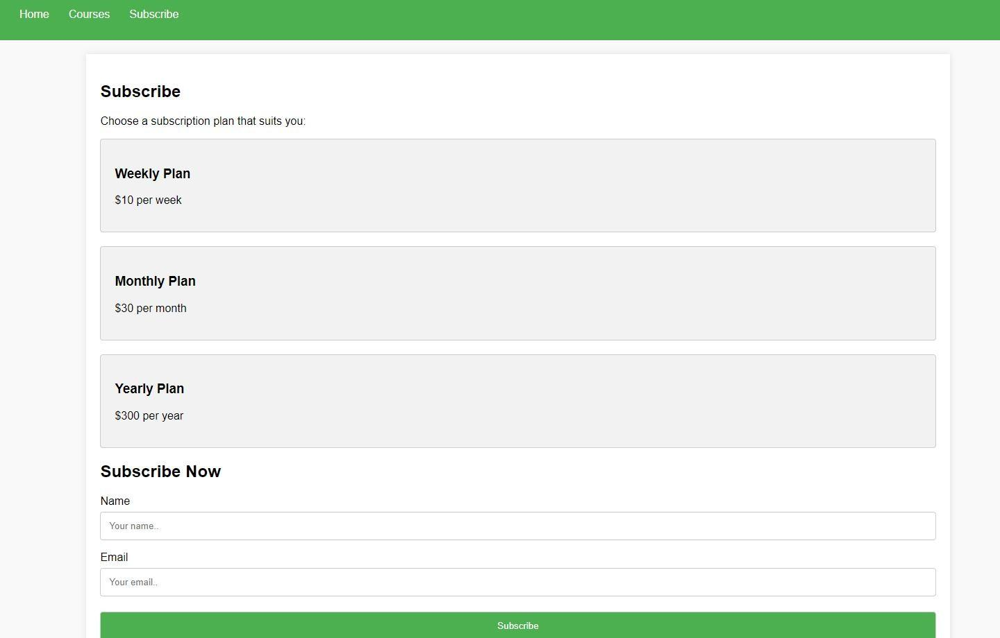 Home Courses Subscribe
Subscribe
Choose a subscription plan that suits you:
Weekly Plan
$10 per week
Monthly Plan
$30 per month
Yearly Plan
$300 per year
Subscribe Now
Name
Your name..
Email
Your email..
Subscribe